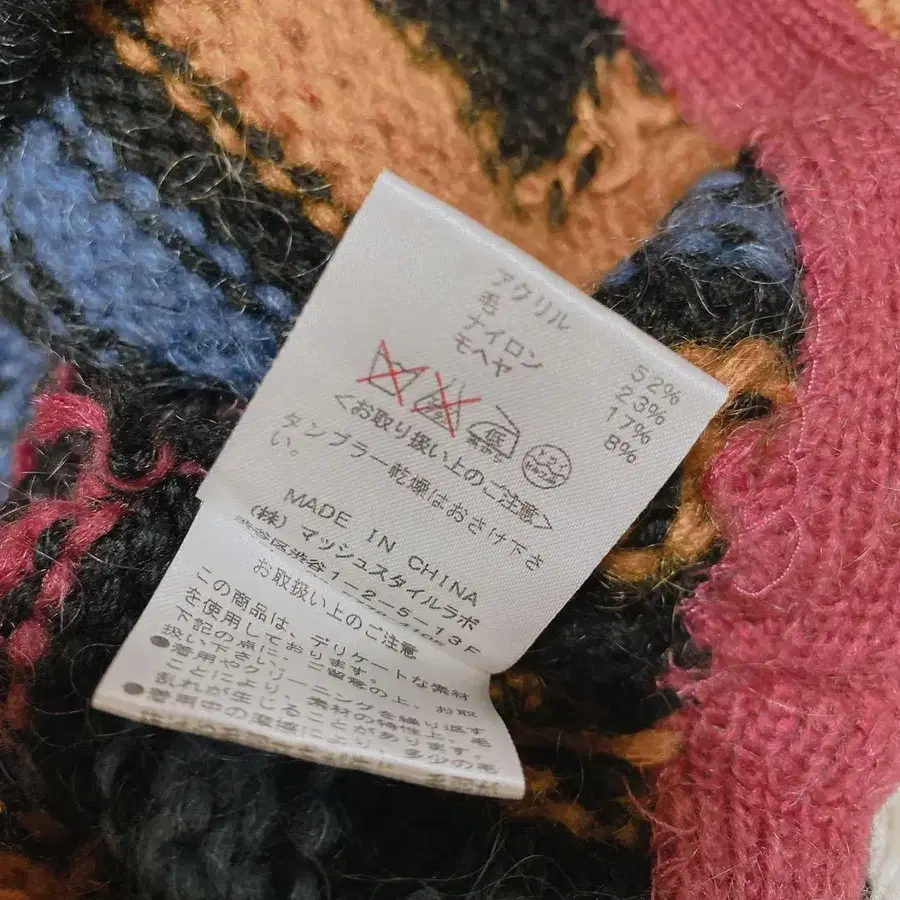 アクリル 52%
毛 23%
ナイロン 17%
モヘヤ 8%
低
ドライ
<お取り扱い上のご注意>
タンブラー乾燥はおさけ下さ
い。
MADE IN CHINA
(株) マッシュスタイルラボ
渋谷区渋谷1-2-5-13F
お取扱い上のご注意
この商品は、デリケートな素材
を使用しております。
下記の点に、ご留意の上、お取
扱い下さい。
●着用やクリーニングを繰り返す
ことにより、素材の特性上、毛
乱れが生じることがあります。
●着用中の摩擦により、多少の毛